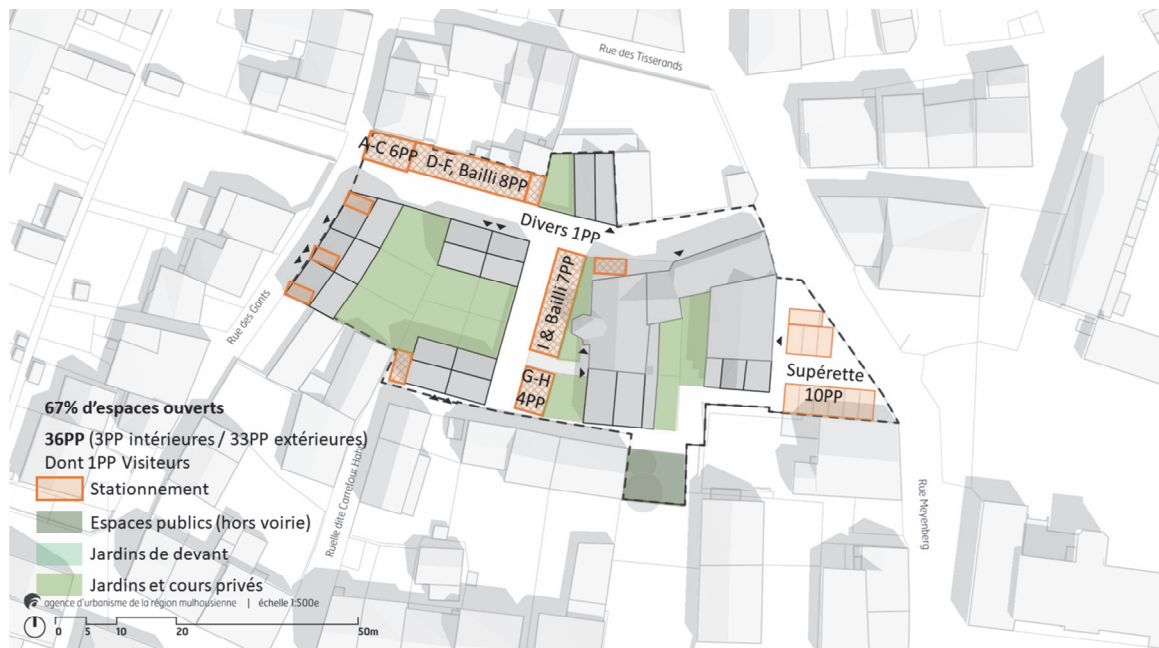 Rue des Tisserands
A-C 6PP
D-F, Bailli 8PP
Divers 1PP
I & Bailli 7PP
G-H
4PP
Supérette
10PP
Rue des Gonts
Ruelle dite Carrefour Hohl
Rue Meyenberg
67% d'espaces ouverts
36PP (3PP intérieures / 33PP extérieures)
Dont 1PP Visiteurs
Stationnement
Espaces publics (hors voirie)
Jardins de devant
Jardins et cours privés
agence d'urbanisme de la région mulhousienne | échelle 1:500e
0 5 10 20 50m